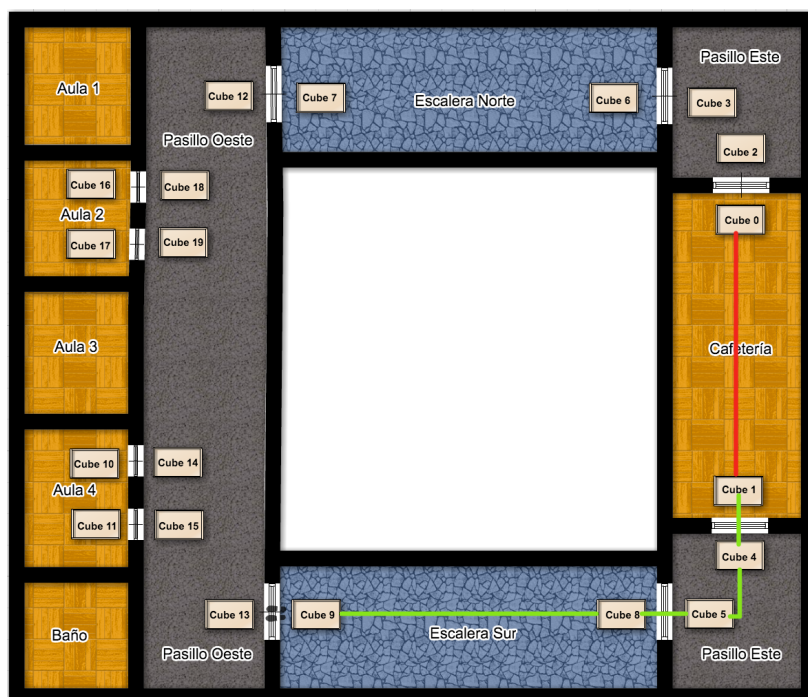 Aula 1
Cube 12
Cube 7
Escalera Norte
Cube 6
Pasillo Este
Cube 3
Pasillo Oeste
Cube 2
Cube 16
Cube 18
Aula 2
Cube 17
Cube 19
Cube 0
Aula 3
Cafetería
Cube 10
Cube 14
Aula 4
Cube 1
Cube 11
Cube 15
Cube 4
Cube 13
Cube 9
Cube 8
Cube 5
Baño
Escalera Sur
Pasillo Oeste
Pasillo Este